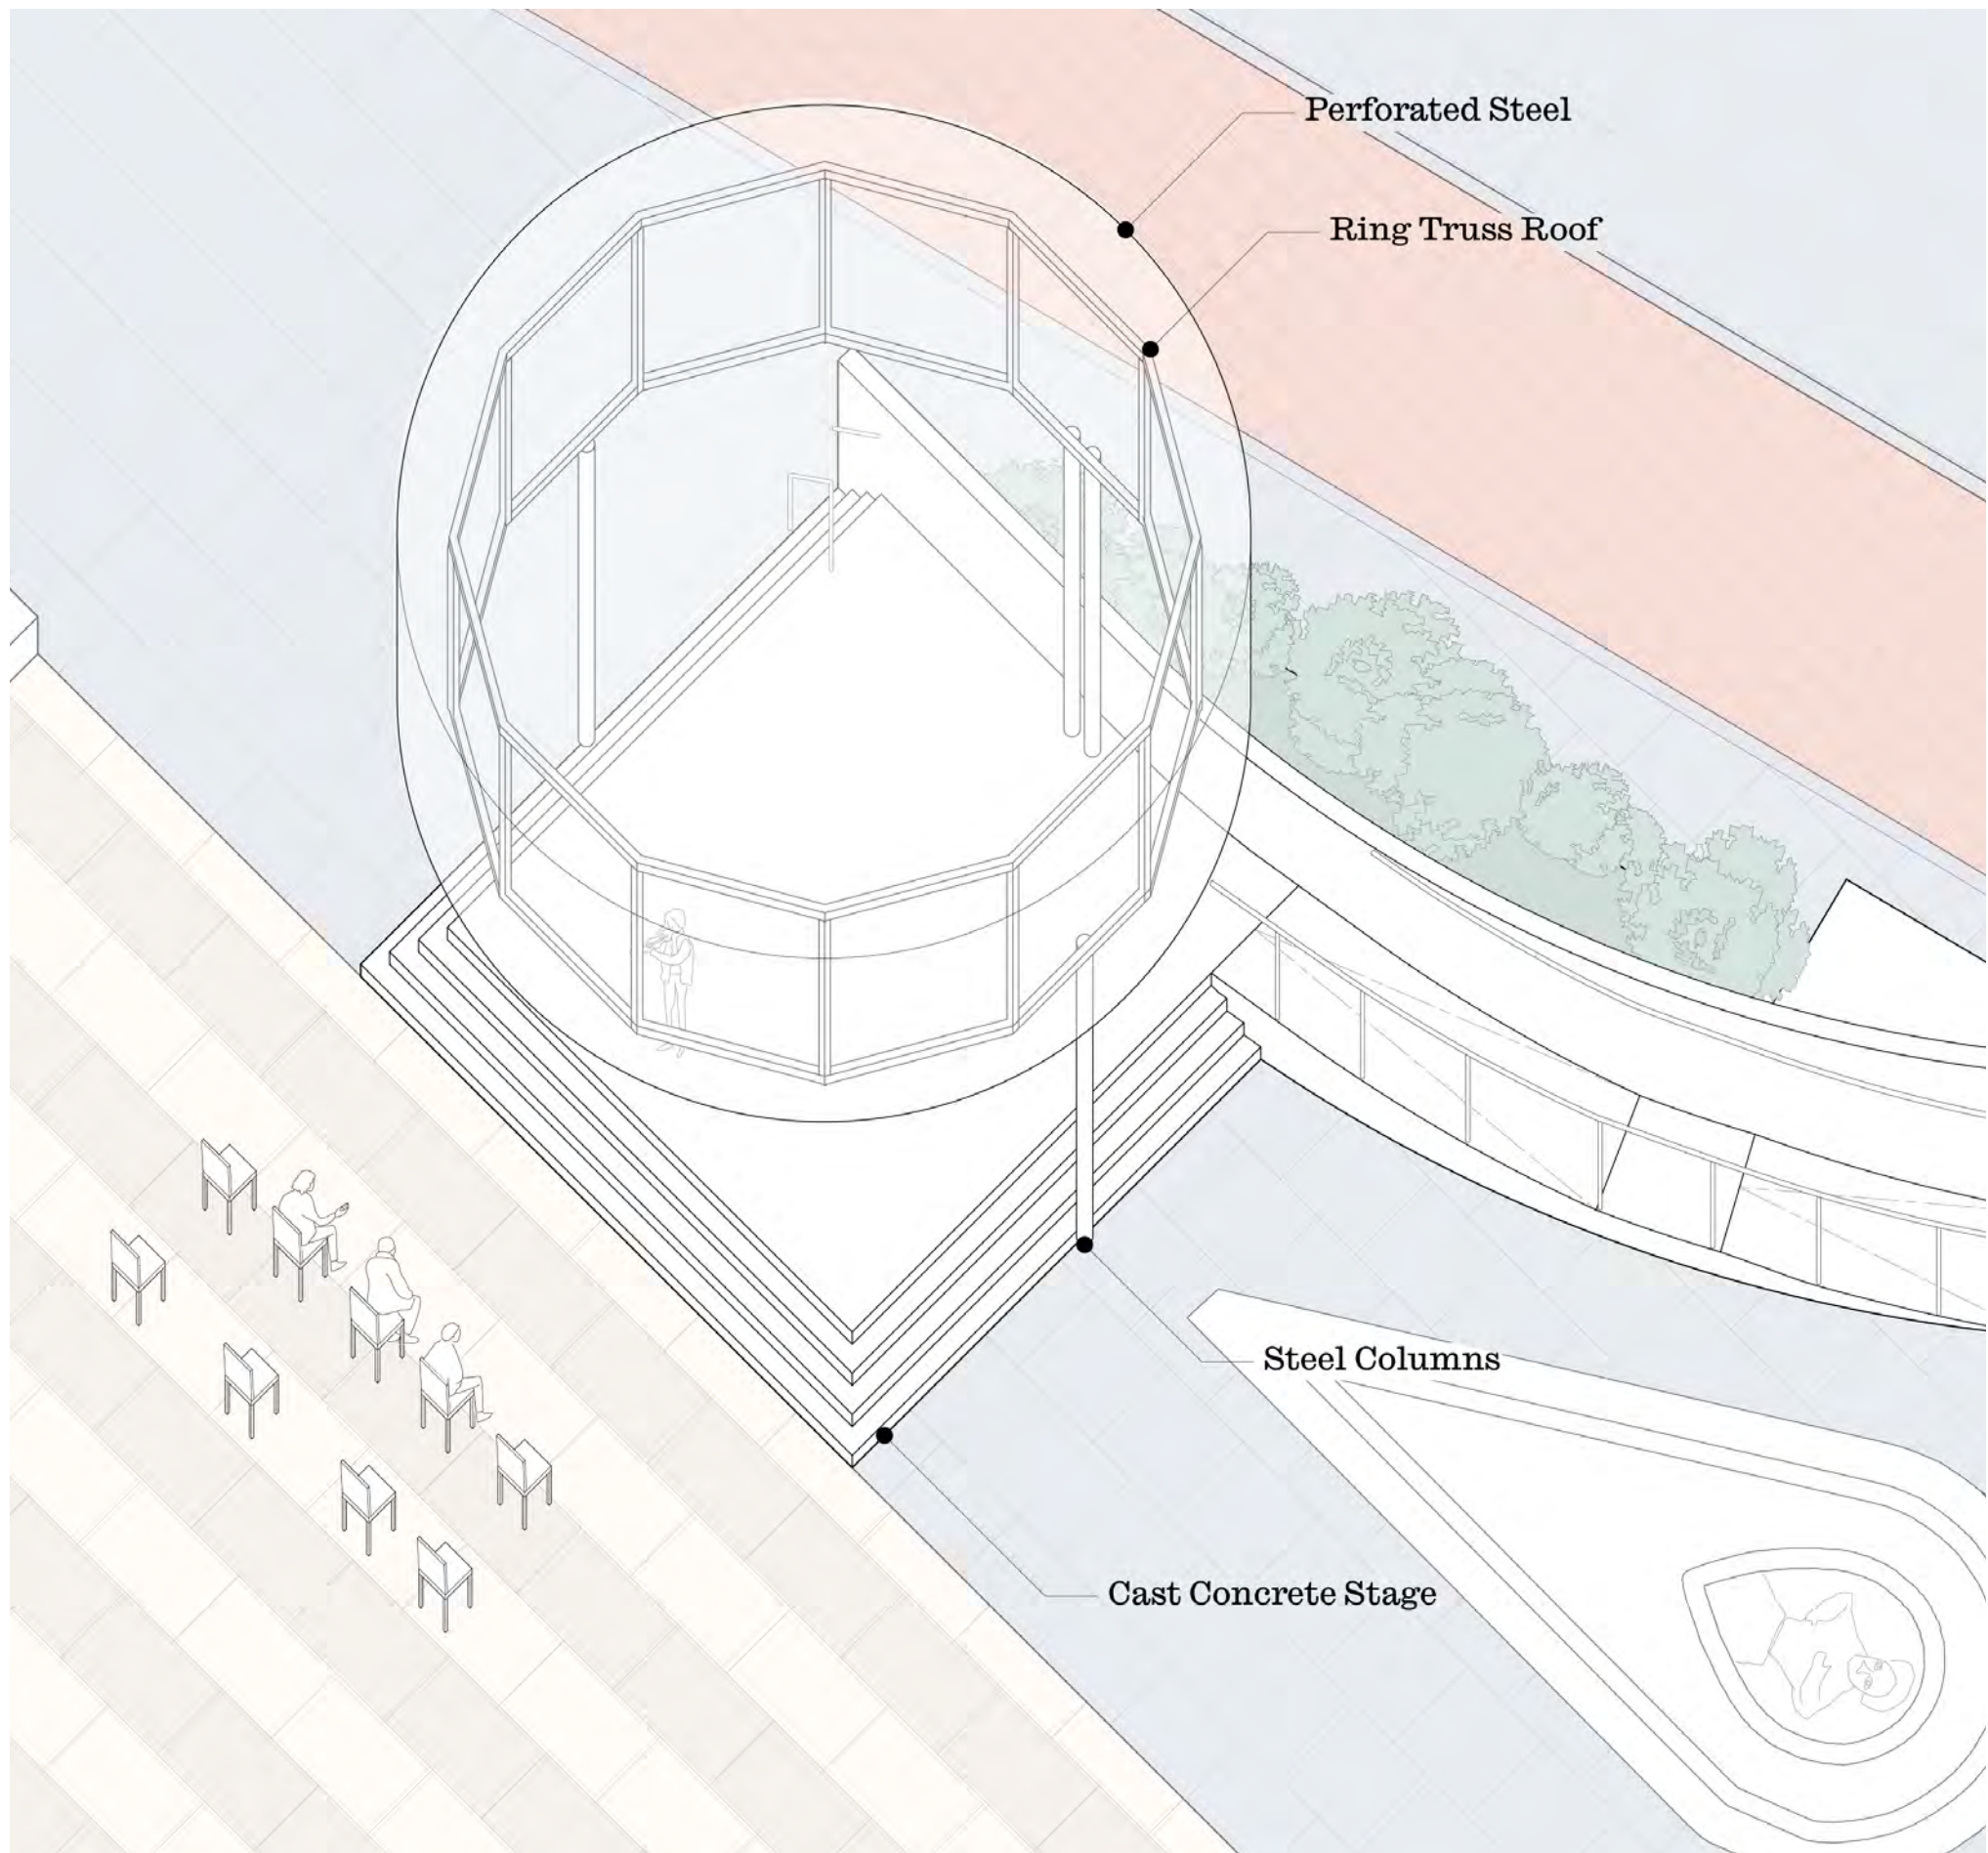 Perforated Steel
Ring Truss Roof
Steel Columns
Cast Concrete Stage